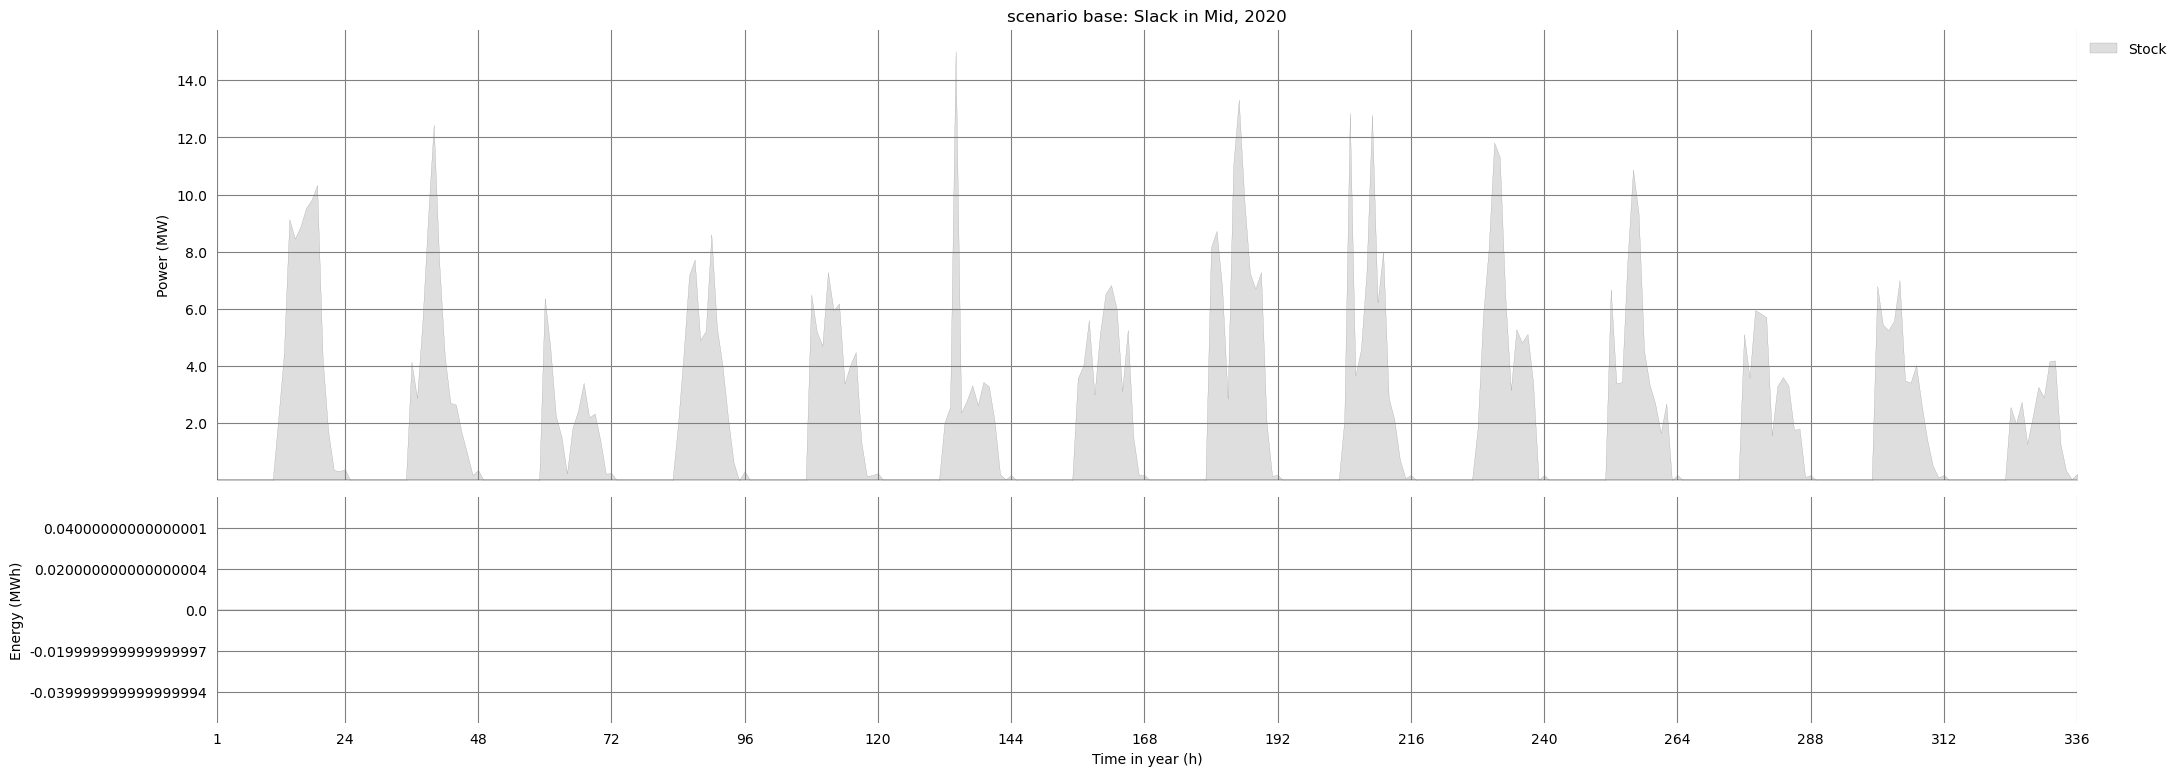 scenario base: Slack in Mid, 2020
Stock
Power (MW)
14.0
12.0
10.0
8.0
6.0
4.0
2.0
Energy (MWh)
0.040000000000000001
0.020000000000000004
0.0
-0.019999999999999997
-0.039999999999999994
1 24 48 72 96 120 144 168 192 216 240 264 288 312 336
Time in year (h)